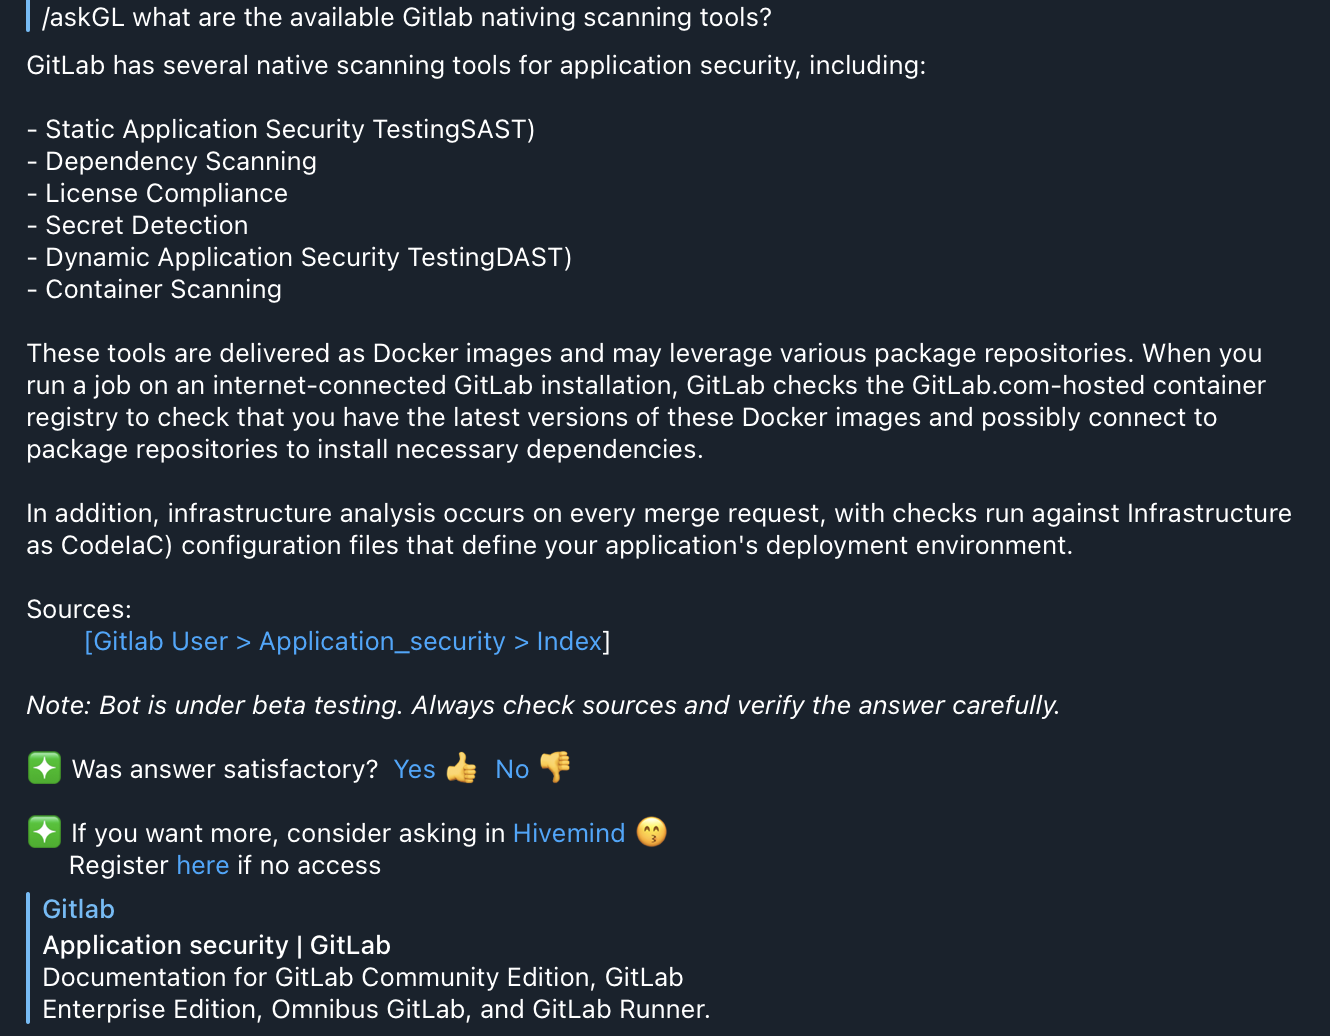 /askGL what are the available Gitlab nativing scanning tools?
GitLab has several native scanning tools for application security, including:
- Static Application Security TestingSAST)
- Dependency Scanning
- License Compliance
- Secret Detection
- Dynamic Application Security TestingDAST)
- Container Scanning
These tools are delivered as Docker images and may leverage various package repositories. When you
run a job on an internet-connected GitLab installation, GitLab checks the GitLab.com-hosted container
registry to check that you have the latest versions of these Docker images and possibly connect to
package repositories to install necessary dependencies.
In addition, infrastructure analysis occurs on every merge request, with checks run against Infrastructure
as CodeIaC) configuration files that define your application's deployment environment.
Sources:
[Gitlab User > Application_security > Index]
Note: Bot is under beta testing. Always check sources and verify the answer carefully.
❇️ Was answer satisfactory? Yes 👍 No 👎
❇️ If you want more, consider asking in Hivemind 😙
Register here if no access
Gitlab
Application security | GitLab
Documentation for GitLab Community Edition, GitLab
Enterprise Edition, Omnibus GitLab, and GitLab Runner.